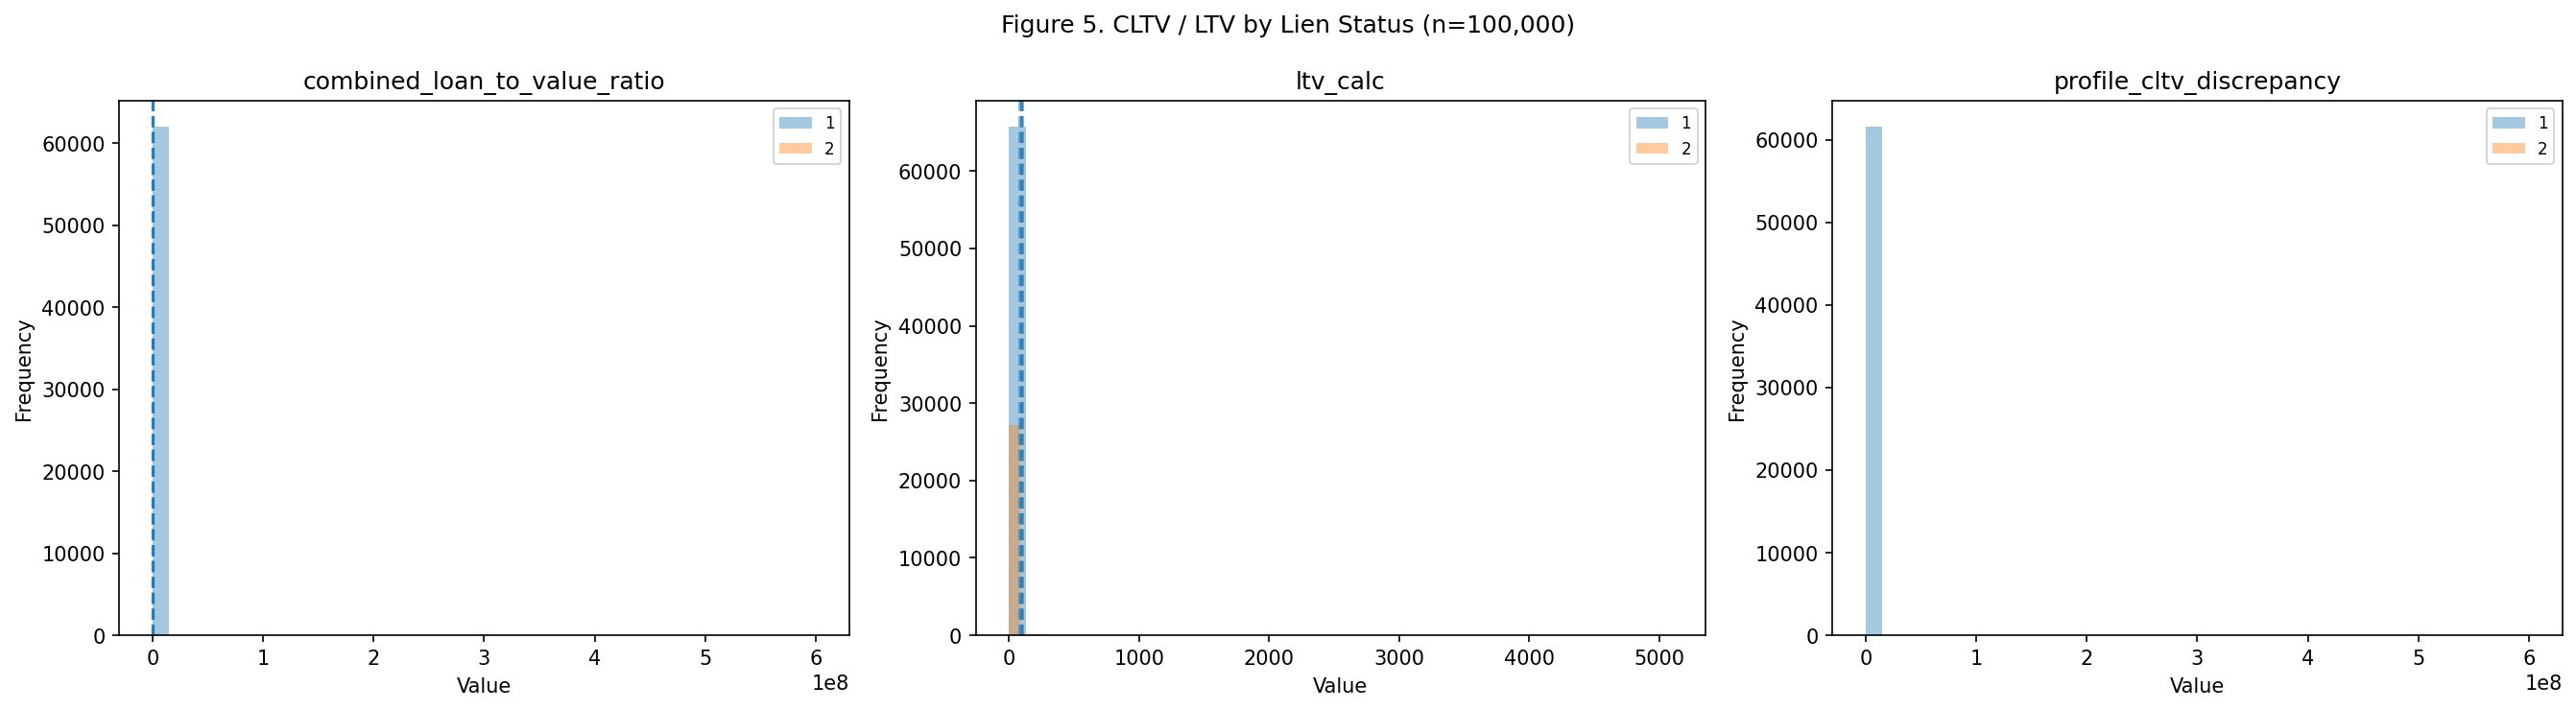 Figure 5. CLTV / LTV by Lien Status (n=100,000)
combined_loan_to_value_ratio
1
2
60000
50000
40000
30000
20000
10000
0
Frequency
0 1 2 3 4 5 6
1e8
Value
ltv_calc
1
2
60000
50000
40000
30000
20000
10000
0
Frequency
0 1000 2000 3000 4000 5000
Value
profile_cltv_discrepancy
1
2
60000
50000
40000
30000
20000
10000
0
Frequency
0 1 2 3 4 5 6
1e8
Value